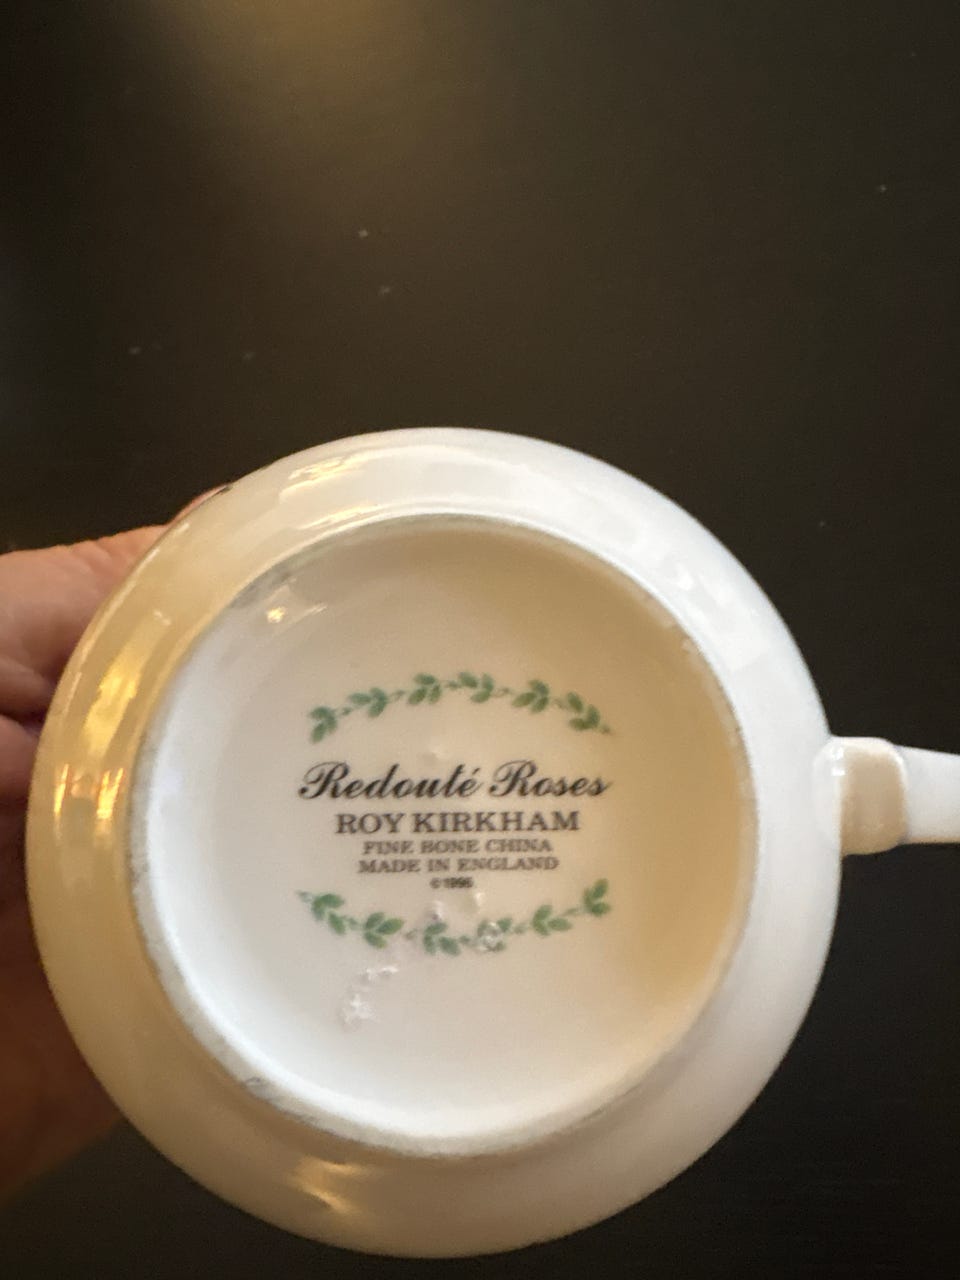 Redouté Roses
ROY KIRKHAM
FINE BONE CHINA
MADE IN ENGLAND
© 1996